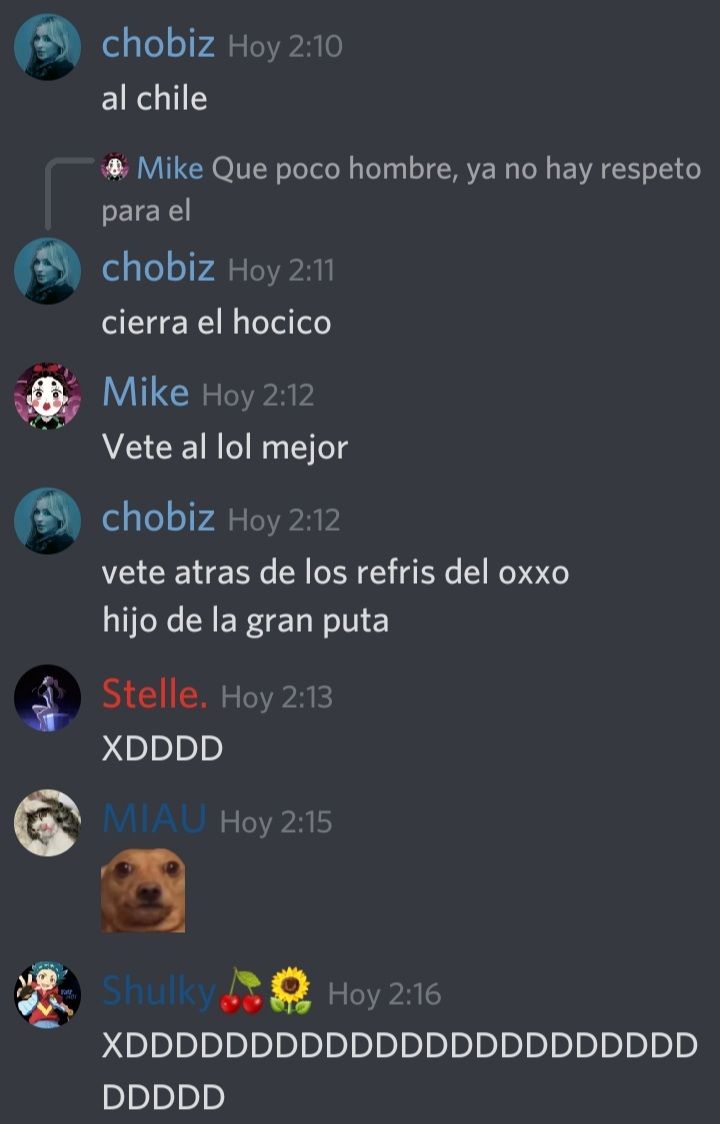 chobiz Hoy 2:10
al chile
Mike Que poco hombre, ya no hay respeto
para el
chobiz Hoy 2:11
cierra el hocico
Mike Hoy 2:12
Vete al lol mejor
chobiz Hoy 2:12
vete atras de los refris del oxxo
hijo de la gran puta
Stelle. Hoy 2:13
XDDDD
MIAU Hoy 2:15
Shulky🍒🌻 Hoy 2:16
XDDDDDDDDDDDDDDDDDDDDDDD
DDDDD